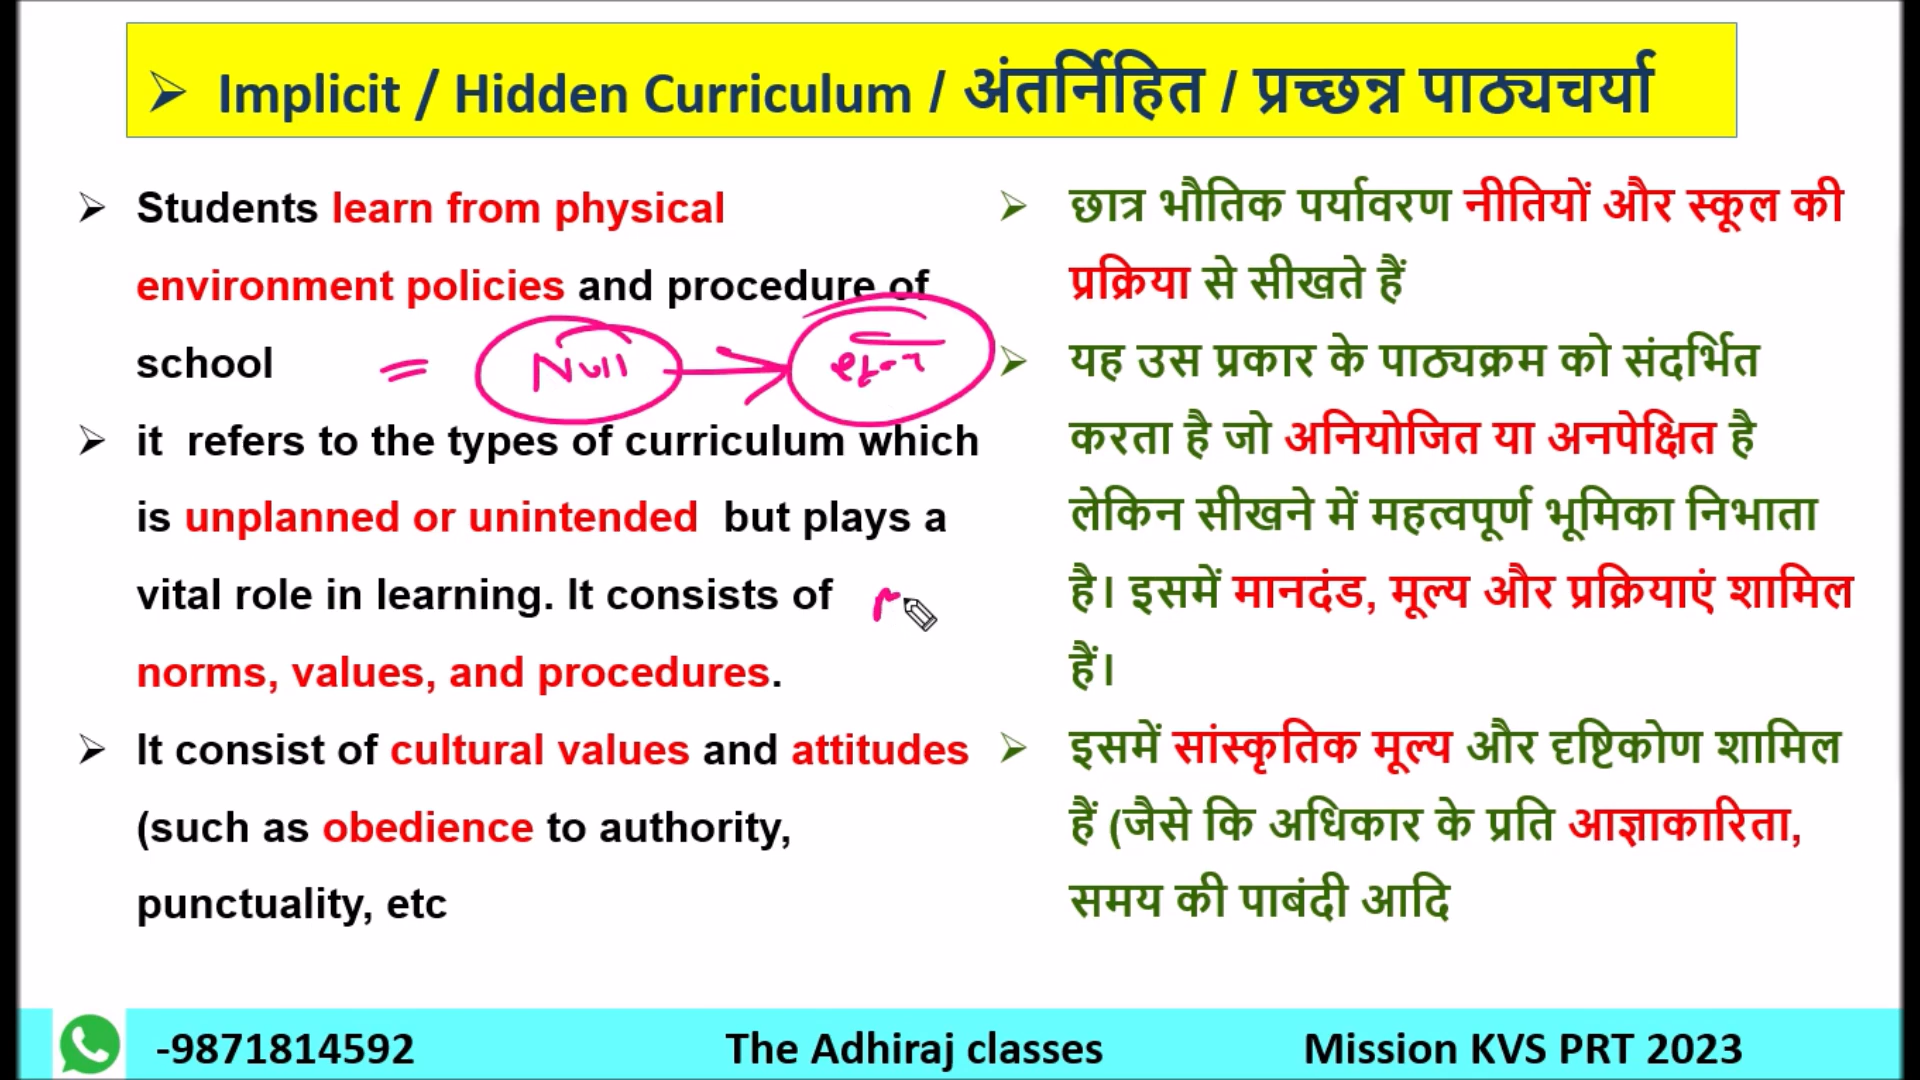 Implicit / Hidden Curriculum / अंतर्निहित / प्रच्छन्न पाठ्यचर्या
Students learn from physical
environment policies and procedure of
school
= Null
it refers to the types of curriculum which
is unplanned or unintended but plays a
vital role in learning. It consists of
norms, values, and procedures.
It consist of cultural values and attitudes
(such as obedience to authority,
punctuality, etc
छात्र भौतिक पर्यावरण नीतियों और स्कूल की
प्रक्रिया से सीखते हैं
यह उस प्रकार के पाठ्यक्रम को संदर्भित
करता है जो अनियोजित या अनपेक्षित है
लेकिन सीखने में महत्वपूर्ण भूमिका निभाता
है। इसमें मानदंड, मूल्य और प्रक्रियाएं शामिल
हैं।
इसमें सांस्कृतिक मूल्य और दृष्टिकोण शामिल
हैं (जैसे कि अधिकार के प्रति आज्ञाकारिता,
समय की पाबंदी आदि
-9871814592 The Adhiraj classes Mission KVS PRT 2023